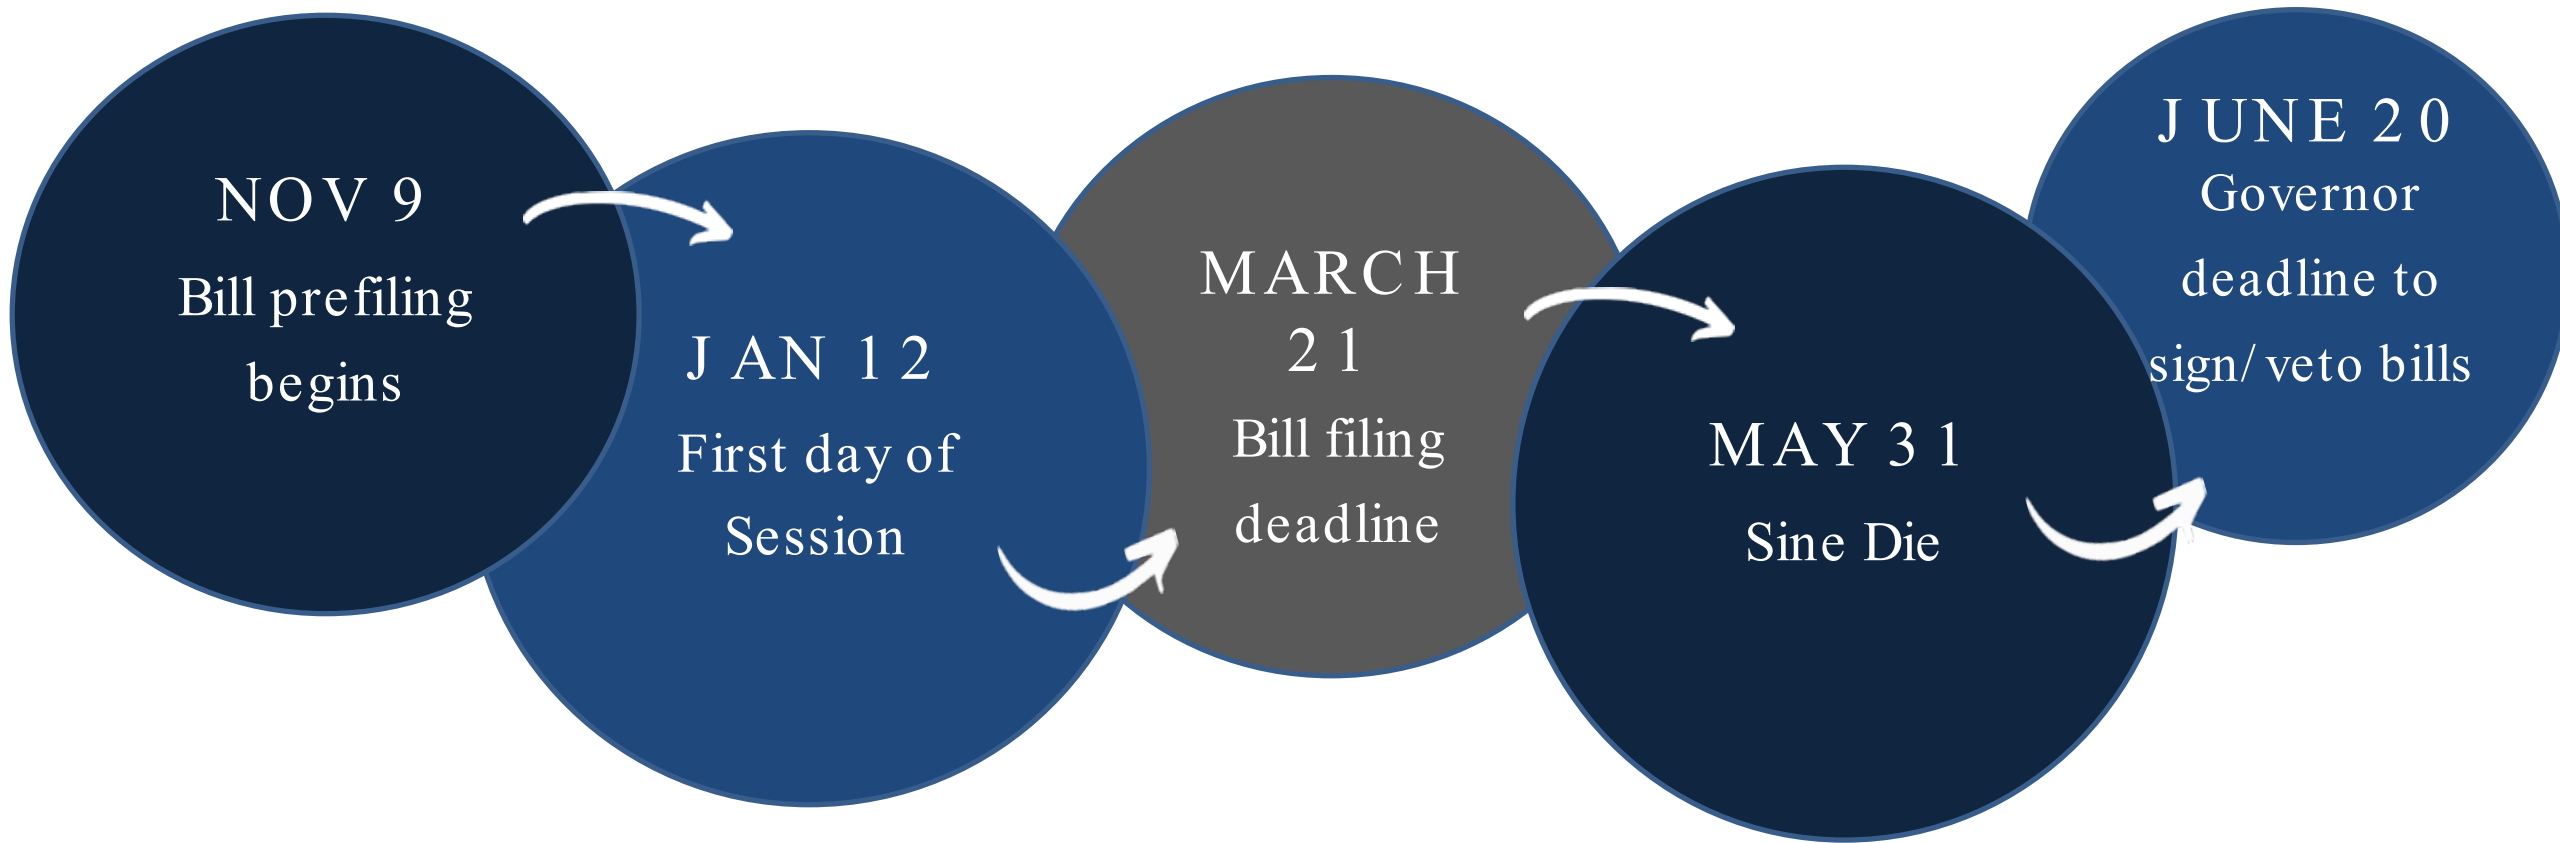 NOV 9
Bill prefiling
begins
JAN 12
First day of
Session
MARCH
21
Bill filing
deadline
MAY 31
Sine Die
JUNE 20
Governor
deadline to
sign/veto bills